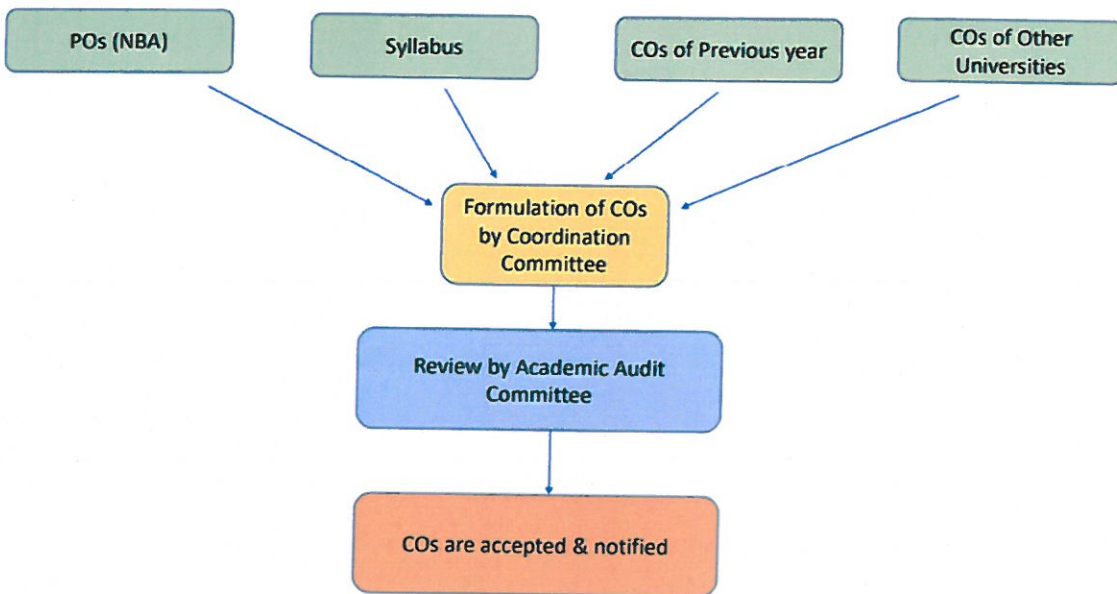 POs (NBA)
Syllabus
COs of Previous year
COs of Other
Universities
Formulation of COs
by Coordination
Committee
Review by Academic Audit
Committee
COs are accepted & notified